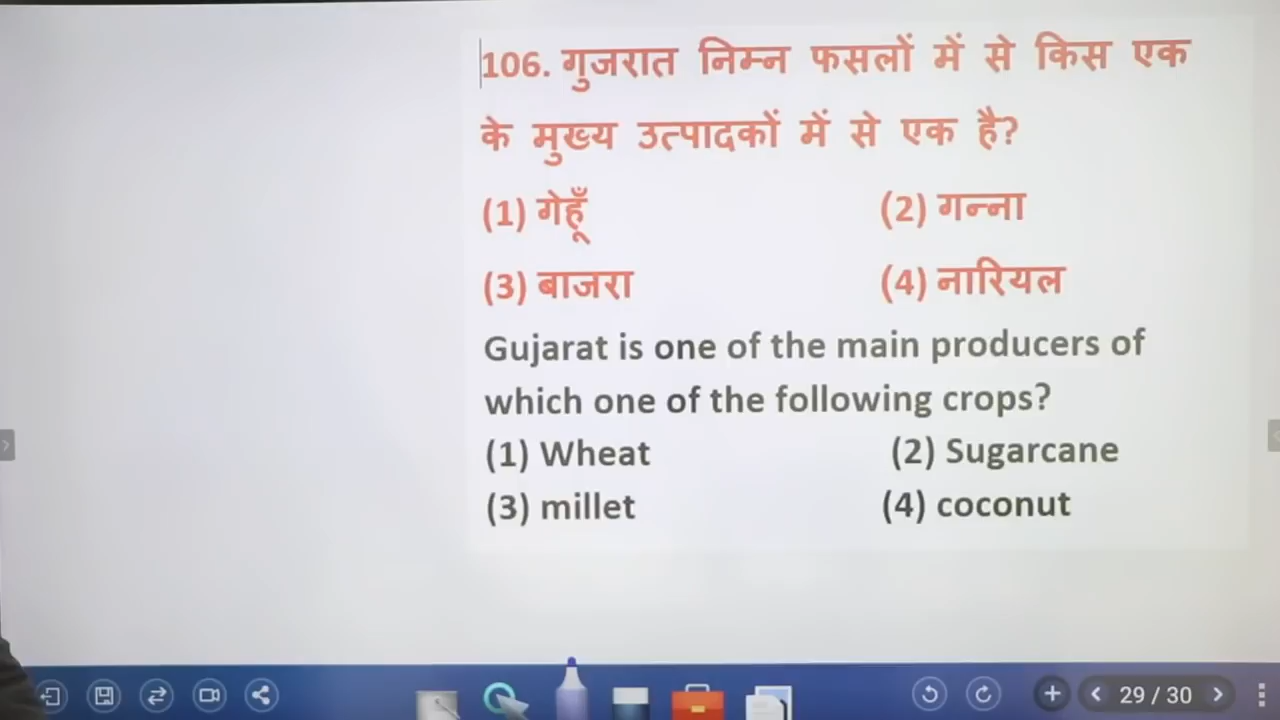 106. गुजरात निम्न फसलों में से किस एक
के मुख्य उत्पादकों में से एक है?
(1) गेहूँ (2) गन्ना
(3) बाजरा (4) नारियल
Gujarat is one of the main producers of
which one of the following crops?
(1) Wheat (2) Sugarcane
(3) millet (4) coconut
29 / 30